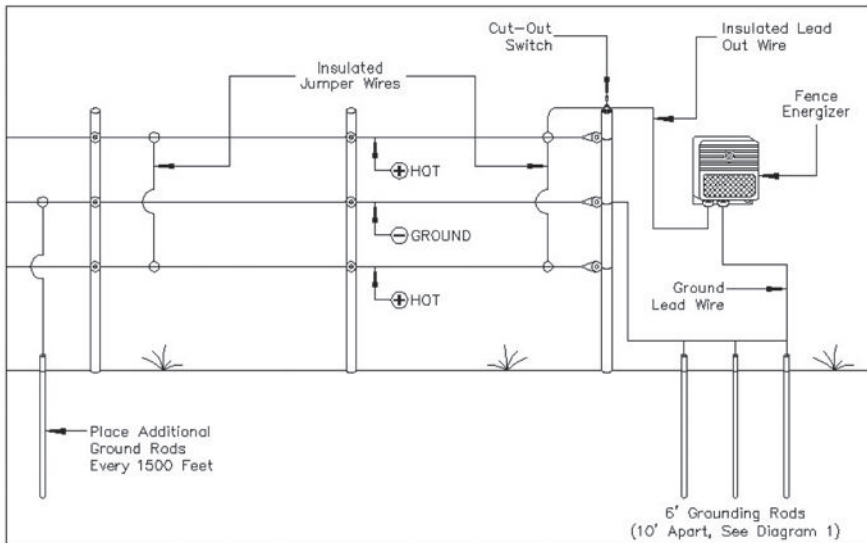 Cut-Out
Switch
Insulated Lead
Out Wire
Insulated
Jumper Wires
Fence
Energizer
+ HOT
- GROUND
+ HOT
Ground
Lead Wire
Place Additional
Ground Rods
Every 1500 Feet
6' Grounding Rods
(10' Apart, See Diagram 1)